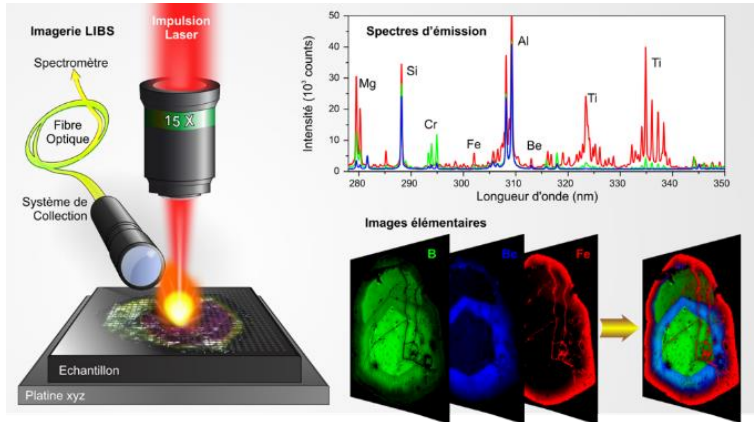 Imagerie LIBS
Spectromètre
Fibre
Optique
Système de
Collection
Impulsion
Laser
15 X
Echantillon
Platine xyz
Spectres d'émission
Intensité (10³ counts)
50
40
30
20
10
0
Mg
Si
Cr
Fe
Al
Be
Ti
Ti
280
290
300
310
320
330
340
350
Longueur d'onde (nm)
Images élémentaires
B
Be
Fe